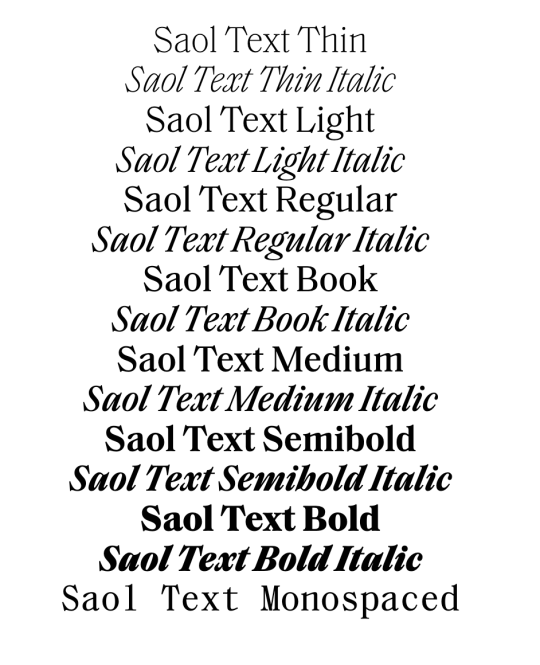 Saol Text Thin
Saol Text Thin Italic
Saol Text Light
Saol Text Light Italic
Saol Text Regular
Saol Text Regular Italic
Saol Text Book
Saol Text Book Italic
Saol Text Medium
Saol Text Medium Italic
Saol Text Semibold
Saol Text Semibold Italic
Saol Text Bold
Saol Text Bold Italic
Saol Text Monospaced